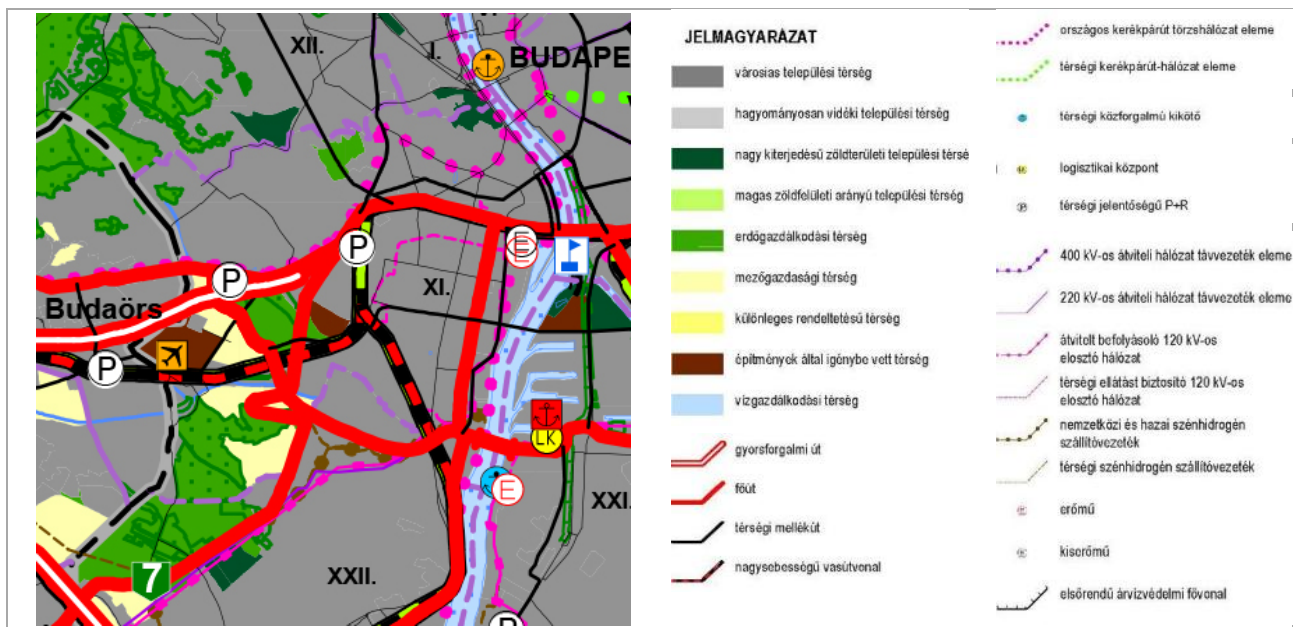 XII.
I.
BUDAPE
P
E
E
P
XI.
Budaörs
P
LK
E
XXI.
XXII.
7
P
JELMAGYARÁZAT
városias települési térség
hagyományosan vidéki települési térség
nagy kiterjedésű zöldterületi települési térsé
magas zöldfelületi arányú települési térség
erdőgazdálkodási térség
mezőgazdasági térség
különleges rendeltetésű térség
építmények által igénybe vett térség
vízgazdálkodási térség
gyorsforgalmi út
főút
térségi mellékút
nagysebességű vasútvonal
országos kerékpárút törzshálózat eleme
térségi kerékpárút-hálózat eleme
térségi közforgalmú kikötő
logisztikai központ
térségi jelentőségű P+R
400 kV-os átviteli hálózat távvezeték eleme
220 kV-os átviteli hálózat távvezeték eleme
átvitelt befolyásoló 120 kV-os
elosztó hálózat
térségi ellátást biztosító 120 kV-os
elosztó hálózat
nemzetközi és hazai szénhidrogén
szállítóvezeték
térségi szénhidrogén szállítóvezeték
erőmű
kiserőmű
elsőrendű árvízvédelmi fővonal